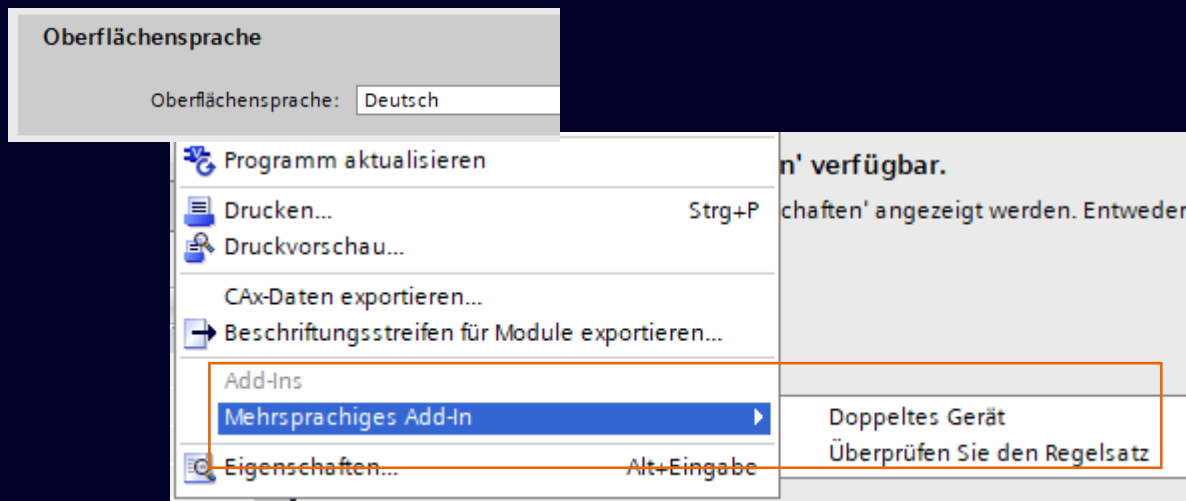 Oberflächensprache
Oberflächensprache: Deutsch
Programm aktualisieren
n' verfügbar.
Drucken... Strg+P
chaften' angezeigt werden. Entweder
Druckvorschau...
CAx-Daten exportieren...
Beschriftungsstreifen für Module exportieren...
Add-Ins
Mehrsprachiges Add-In
Doppeltes Gerät
Überprüfen Sie den Regelsatz
Eigenschaften... Alt+Eingabe